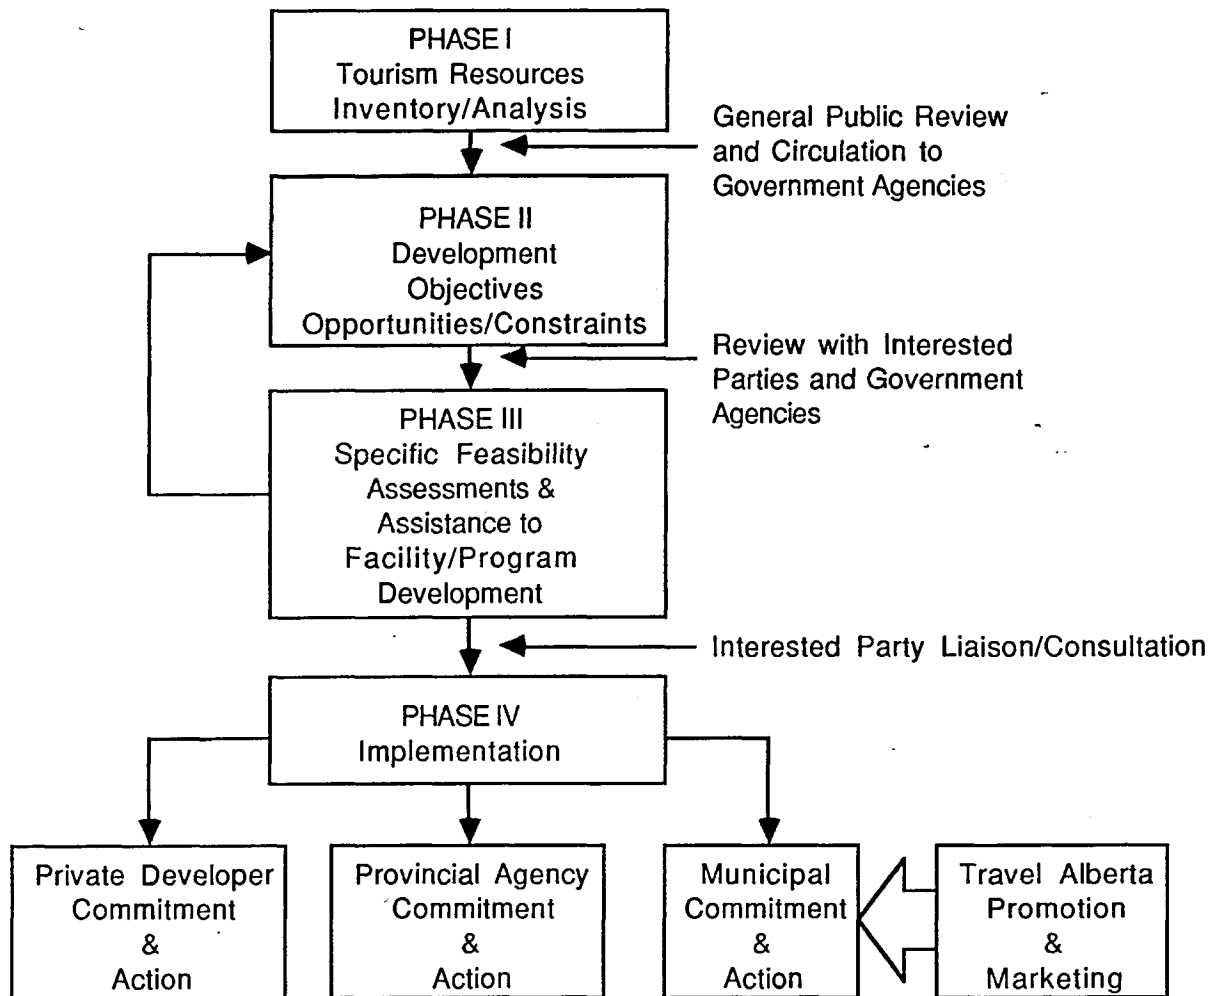 PHASE I
Tourism Resources
Inventory/Analysis
General Public Review
and Circulation to
Government Agencies
PHASE II
Development
Objectives
Opportunities/Constraints
Review with Interested
Parties and Government
Agencies
PHASE III
Specific Feasibility
Assessments &
Assistance to
Facility/Program
Development
Interested Party Liaison/Consultation
PHASE IV
Implementation
Private Developer
Commitment
&
Action
Provincial Agency
Commitment
&
Action
Municipal
Commitment
&
Action
Travel Alberta
Promotion
&
Marketing